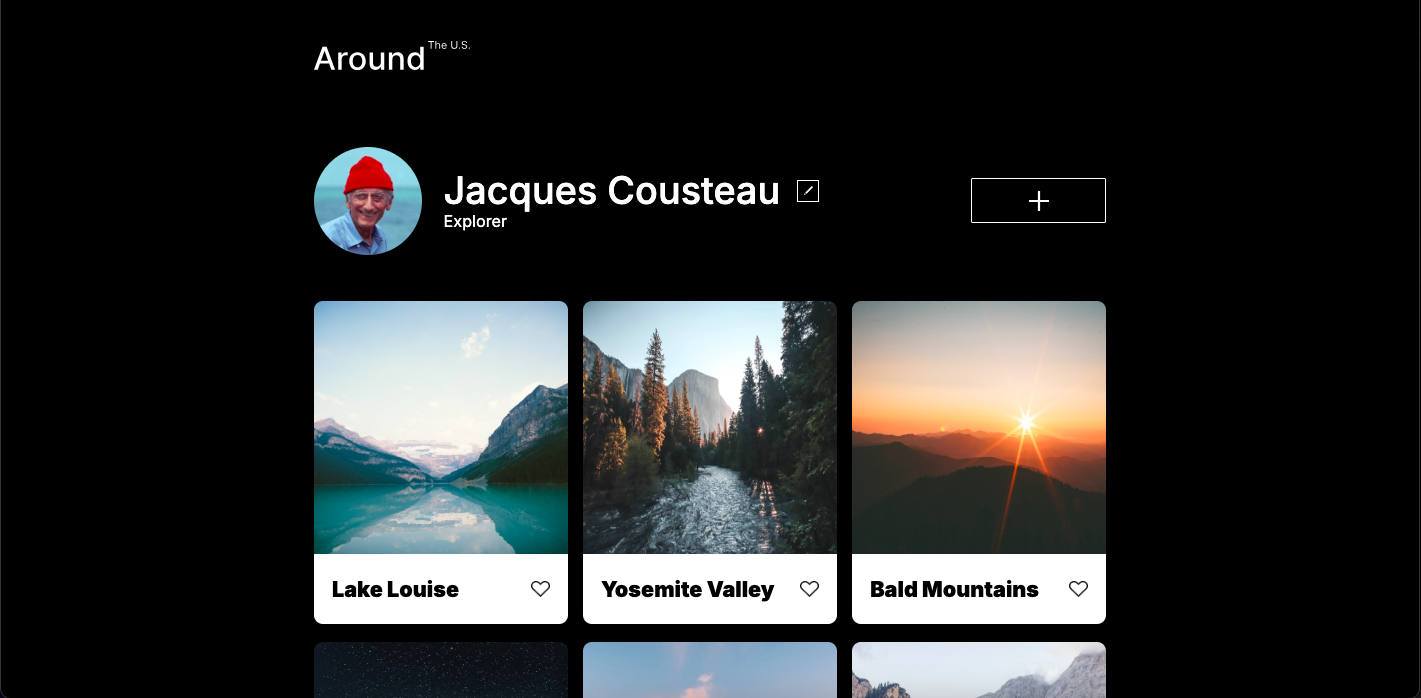 Around The U.S.
Jacques Cousteau
Explorer
Lake Louise
Yosemite Valley
Bald Mountains